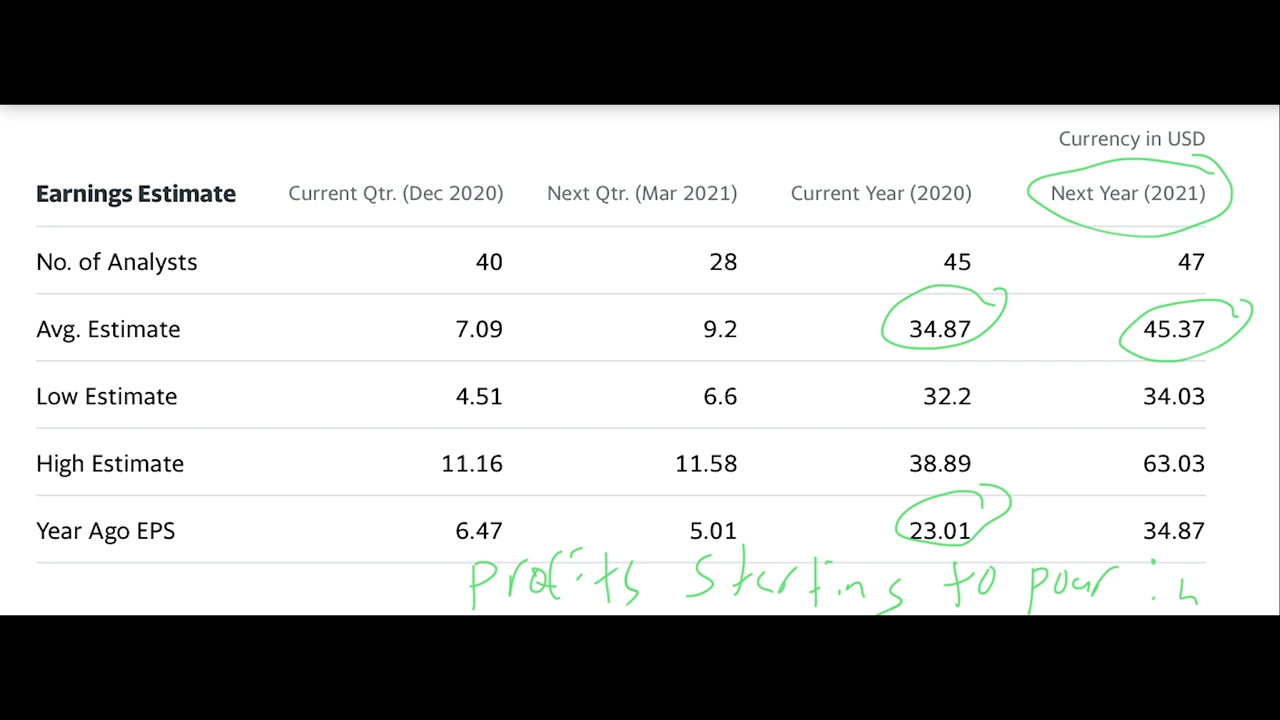 Currency in USD
Earnings Estimate Current Qtr. (Dec 2020) Next Qtr. (Mar 2021) Current Year (2020) Next Year (2021)
No. of Analysts 40 28 45 47
Avg. Estimate 7.09 9.2 34.87 45.37
Low Estimate 4.51 6.6 32.2 34.03
High Estimate 11.16 11.58 38.89 63.03
Year Ago EPS 6.47 5.01 23.01 34.87
profits starting to pour in